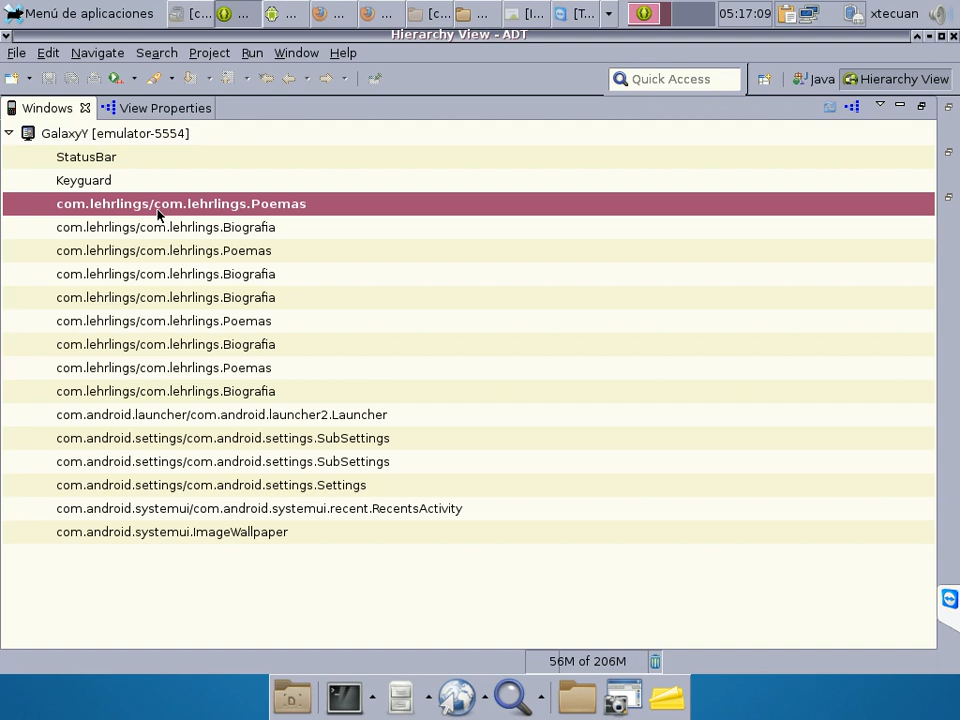 Menú de aplicaciones [c... ... ... ... ... [c... ... [I... [T... 05:17:09 xtecuan
Hierarchy View - ADT
File Edit Navigate Search Project Run Window Help
Quick Access Java Hierarchy View
Windows View Properties
GalaxyY [emulator-5554]
StatusBar
Keyguard
com.lehrlings/com.lehrlings.Poemas
com.lehrlings/com.lehrlings.Biografia
com.lehrlings/com.lehrlings.Poemas
com.lehrlings/com.lehrlings.Biografia
com.lehrlings/com.lehrlings.Biografia
com.lehrlings/com.lehrlings.Poemas
com.lehrlings/com.lehrlings.Biografia
com.lehrlings/com.lehrlings.Poemas
com.lehrlings/com.lehrlings.Biografia
com.android.launcher/com.android.launcher2.Launcher
com.android.settings/com.android.settings.SubSettings
com.android.settings/com.android.settings.SubSettings
com.android.settings/com.android.settings.Settings
com.android.systemui/com.android.systemui.recent.RecentsActivity
com.android.systemui.ImageWallpaper
56M of 206M